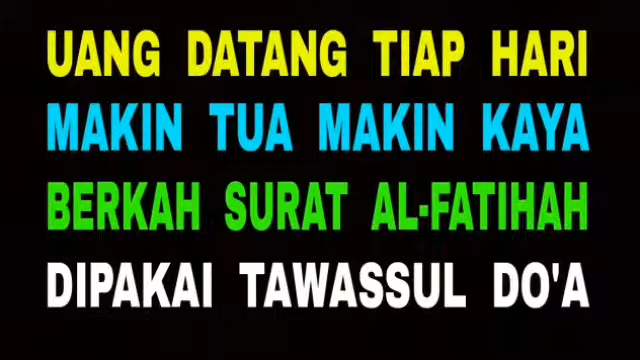 UANG DATANG TIAP HARI
MAKIN TUA MAKIN KAYA
BERKAH SURAT AL-FATIHAH
DIPAKAI TAWASSUL DO'A